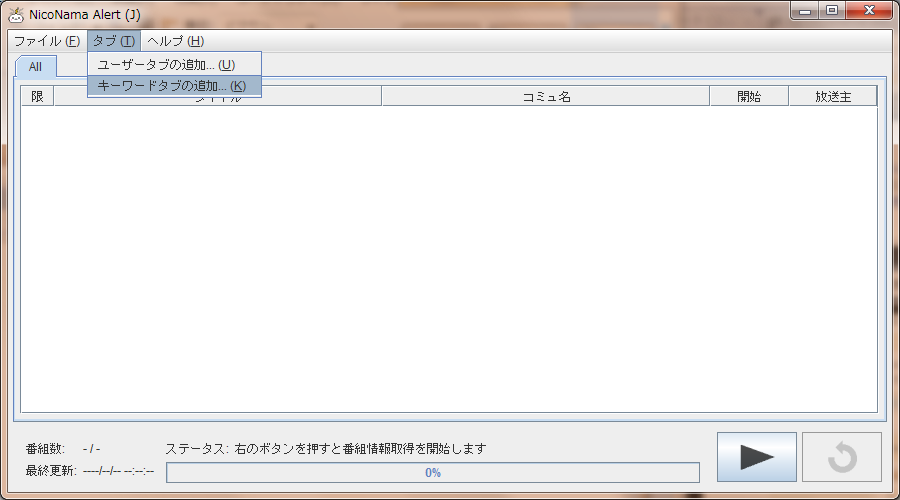 NicoNama Alert (J)
ファイル (F) タブ (T) ヘルプ (H)
ユーザータブの追加... (U)
All
キーワードタブの追加... (K)
限 コミュ名 開始 放送主
番組数: - / - ステータス: 右のボタンを押すと番組情報取得を開始します
最終更新: ----/--/-- --:--:--
0%